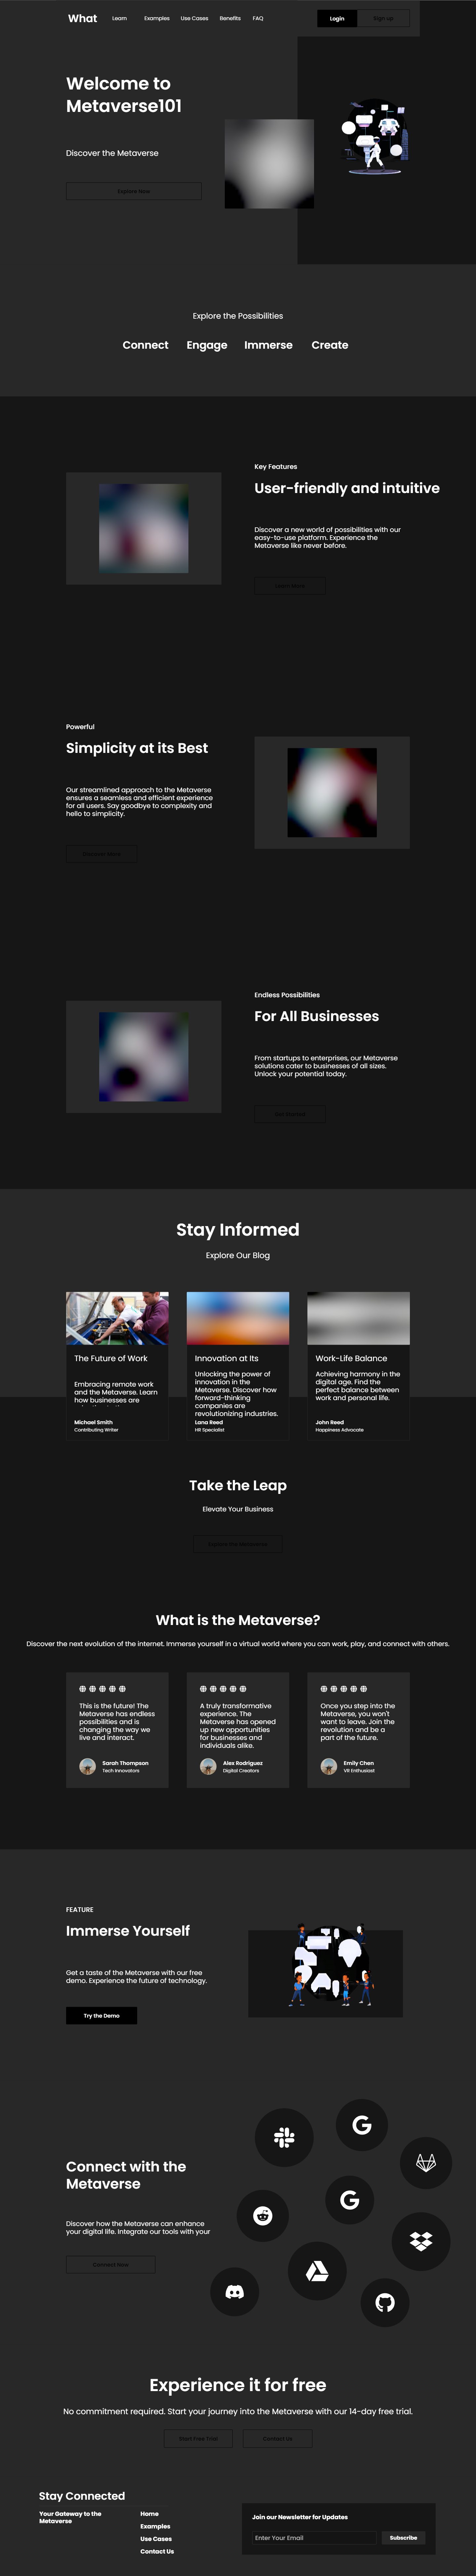 What
Learn
Examples
Use Cases
Benefits
FAQ
Login
Sign up
Welcome to
Metaverse101
Discover the Metaverse
Explore Now
Explore the Possibilities
Connect
Engage
Immerse
Create
Key Features
User-friendly and intuitive
Discover a new world of possibilities with our
easy-to-use platform. Experience the
Metaverse like never before.
Learn More
Powerful
Simplicity at its Best
Our streamlined approach to the Metaverse
ensures a seamless and efficient experience
for all users. Say goodbye to complexity and
hello to simplicity.
Discover More
Endless Possibilities
For All Businesses
From startups to enterprises, our Metaverse
solutions cater to businesses of all sizes.
Unlock your potential today.
Get Started
Stay Informed
Explore Our Blog
The Future of Work
Embracing remote work
and the Metaverse. Learn
how businesses are
Michael Smith
Contributing Writer
Innovation at Its
Unlocking the power of
innovation in the
Metaverse. Discover how
forward-thinking
companies are
revolutionizing industries.
Lana Reed
HR Specialist
Work-Life Balance
Achieving harmony in the
digital age. Find the
perfect balance between
work and personal life.
John Reed
Happiness Advocate
Take the Leap
Elevate Your Business
What is the Metaverse?
Discover the next evolution of the internet. Immerse yourself in a virtual world where you can work, play, and connect with others.
This is the future! The
Metaverse has endless
possibilities and is
changing the way we
live and interact.
Sarah Thompson
Tech Innovators
A truly transformative
experience. The
Metaverse has opened
up new opportunities
for businesses and
individuals alike.
Alex Rodriguez
Digital Creators
Once you step into the
Metaverse, you won't
want to leave. Join the
revolution and be a
part of the future.
Emily Chen
VR Enthusiast
FEATURE
Immerse Yourself
Get a taste of the Metaverse with our free
demo. Experience the future of technology.
Try the Demo
Connect with the
Metaverse
Discover how the Metaverse can enhance
your digital life. Integrate our tools with your
Connect Now
Experience it for free
No commitment required. Start your journey into the Metaverse with our 14-day free trial.
Start Free Trial
Contact Us
Stay Connected
Your Gateway to the
Metaverse
Home
Examples
Use Cases
Contact Us
Join our Newsletter for Updates
Enter Your Email
Subscribe